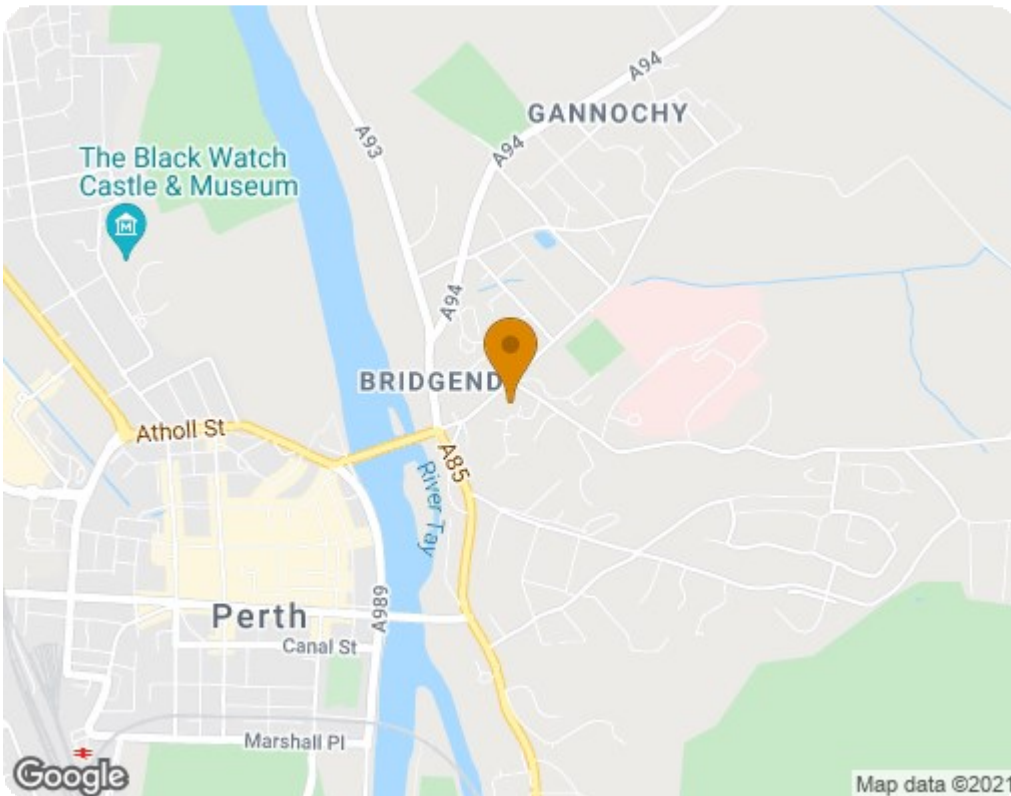 A94
GANNOCHY
A93
A94
The Black Watch
Castle & Museum
M
A94
BRIDGEND
Atholl St
A85
River Tay
A989
Perth
Canal St
Marshall Pl
Google
Map data ©2021